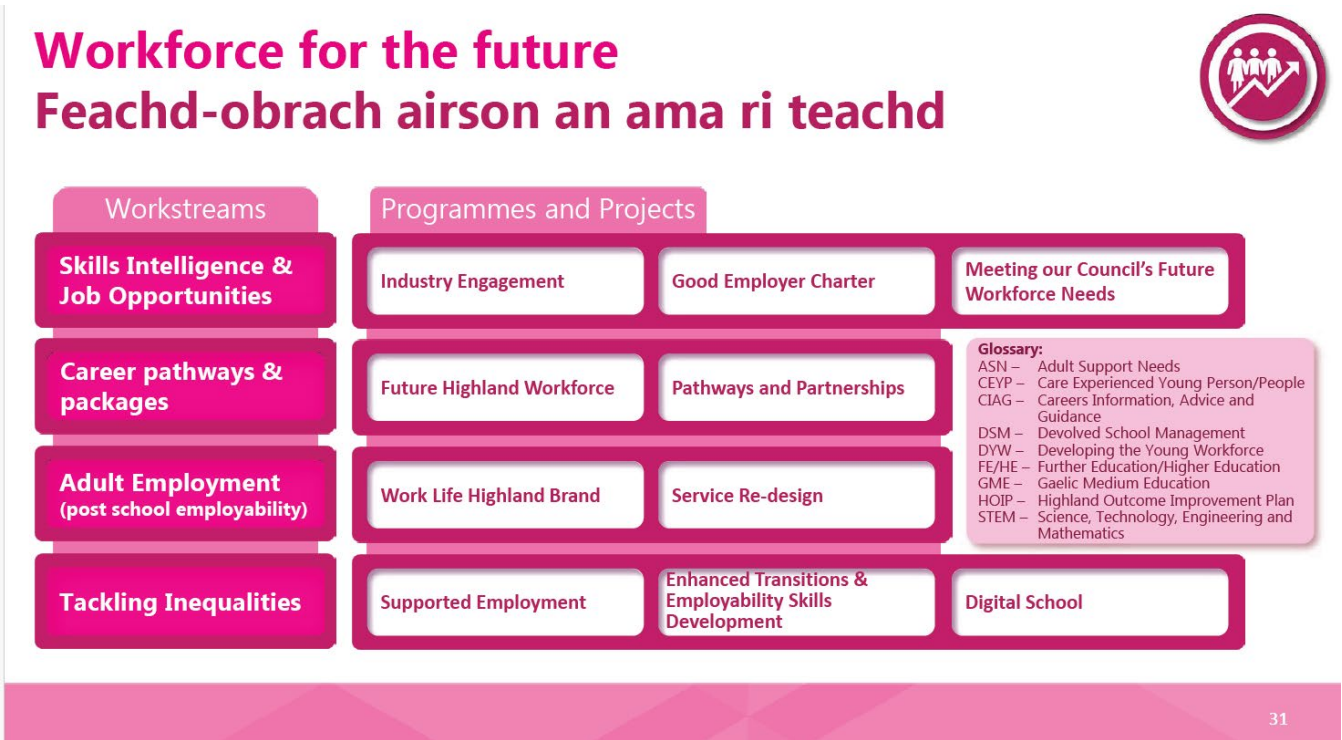 Workforce for the future
Feachd-obrach airson an ama ri teachd
Workstreams
Programmes and Projects
Skills Intelligence &
Job Opportunities
Industry Engagement
Good Employer Charter
Meeting our Council's Future
Workforce Needs
Career pathways &
packages
Future Highland Workforce
Pathways and Partnerships
Adult Employment
(post school employability)
Work Life Highland Brand
Service Re-design
Tackling Inequalities
Supported Employment
Enhanced Transitions &
Employability Skills
Development
Digital School
Glossary:
ASN – Adult Support Needs
CEYP – Care Experienced Young Person/People
CIAG – Careers Information, Advice and
Guidance
DSM – Devolved School Management
DYW – Developing the Young Workforce
FE/HE – Further Education/Higher Education
GME – Gaelic Medium Education
HOIP – Highland Outcome Improvement Plan
STEM – Science, Technology, Engineering and
Mathematics
31